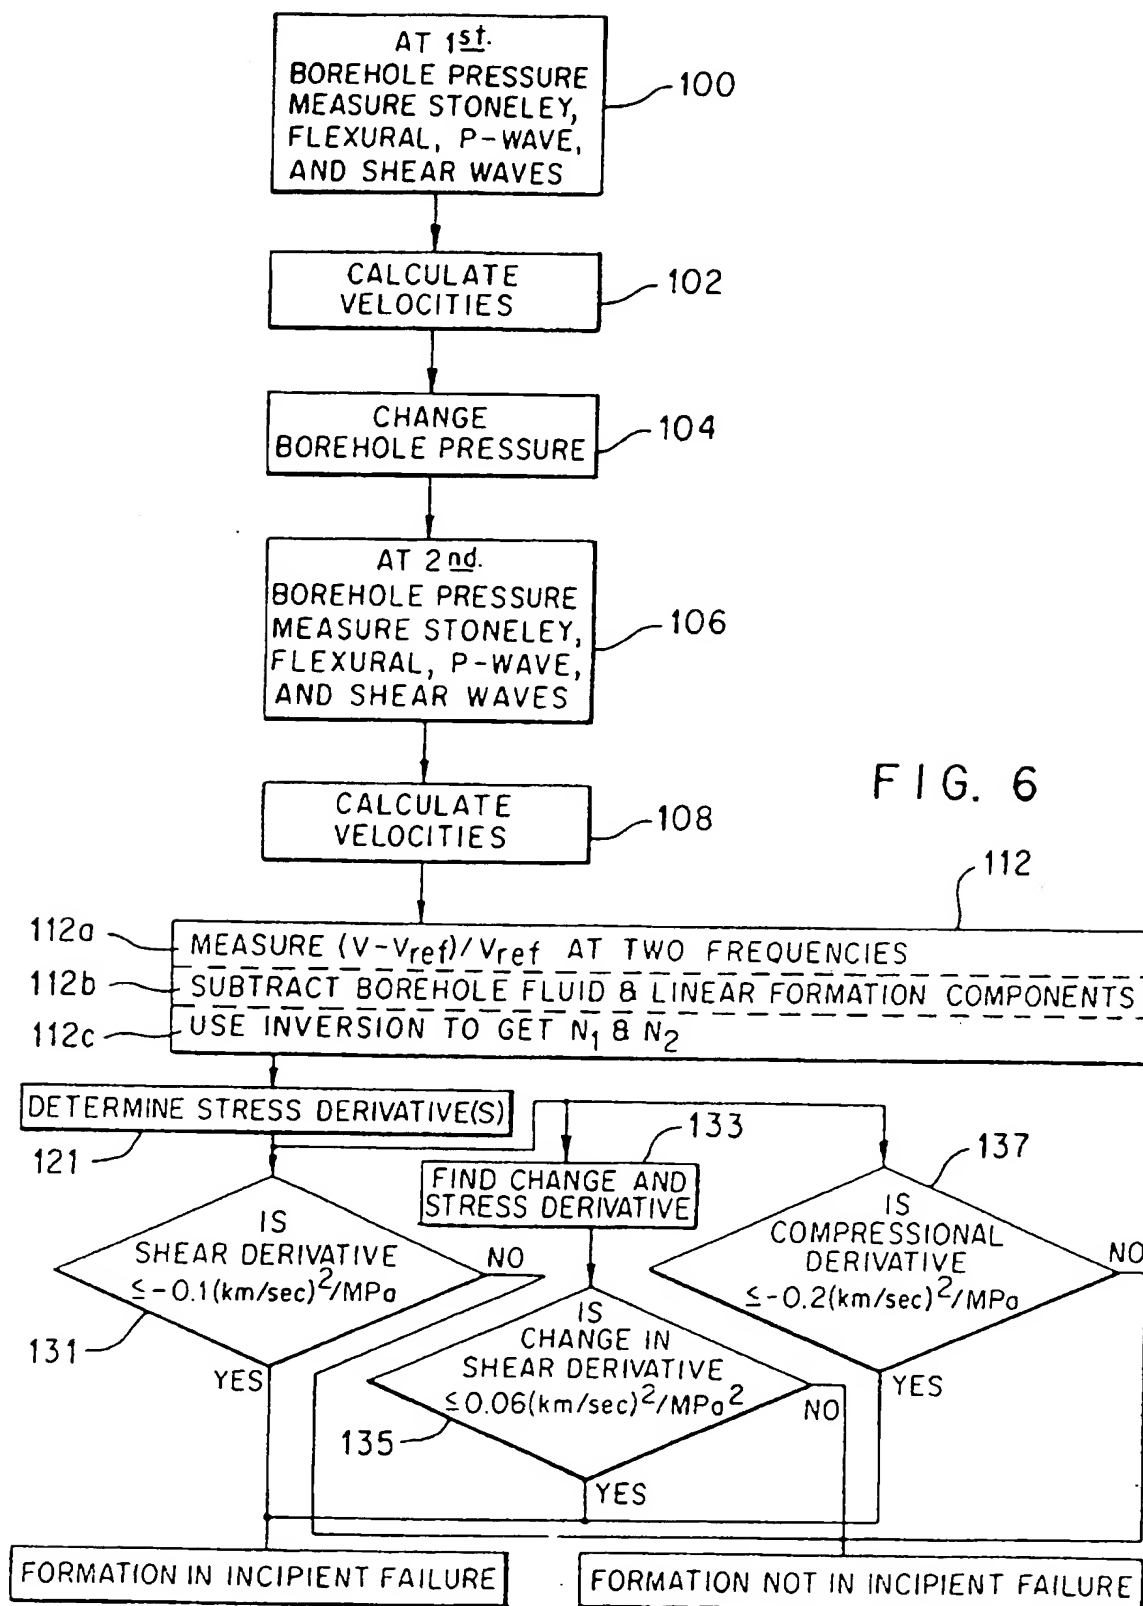 AT 1st.
BOREHOLE PRESSURE
MEASURE STONELEY,
FLEXURAL, P-WAVE,
AND SHEAR WAVES
100
CALCULATE
VELOCITIES
102
CHANGE
BOREHOLE PRESSURE
104
AT 2nd.
BOREHOLE PRESSURE
MEASURE STONELEY,
FLEXURAL, P-WAVE,
AND SHEAR WAVES
106
CALCULATE
VELOCITIES
108
FIG. 6
112
112a
MEASURE (V-Vref)/Vref AT TWO FREQUENCIES
112b
SUBTRACT BOREHOLE FLUID & LINEAR FORMATION COMPONENTS
112c
USE INVERSION TO GET N1 & N2
DETERMINE STRESS DERIVATIVE(S)
121
133
FIND CHANGE AND
STRESS DERIVATIVE
137
IS
SHEAR DERIVATIVE
≤-0.1(km/sec)²/MPa
NO
131
YES
IS
CHANGE IN
SHEAR DERIVATIVE
≤0.06(km/sec)²/MPa²
NO
135
YES
IS
COMPRESSIONAL
DERIVATIVE
≤-0.2(km/sec)²/MPa
NO
YES
FORMATION IN INCIPIENT FAILURE
FORMATION NOT IN INCIPIENT FAILURE